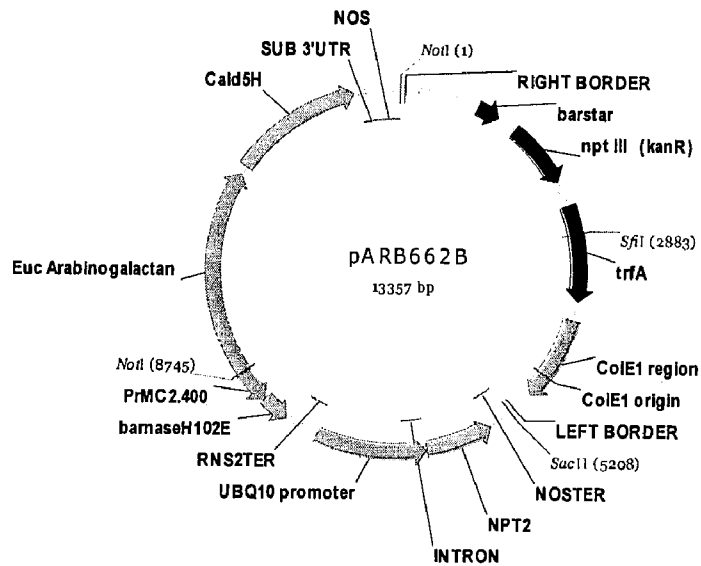 NOS
NotI (1)
SUB 3'UTR
RIGHT BORDER
Cald5H
barstar
npt III (kanR)
SfiI (2883)
pARB662B
Euc Arabinogalactan
trfA
13357 bp
NotI (8745)
ColE1 region
PrMC2.400
ColE1 origin
barnaseH102E
LEFT BORDER
RNS2TER
SacII (5208)
UBQ10 promoter
NOSTER
NPT2
INTRON